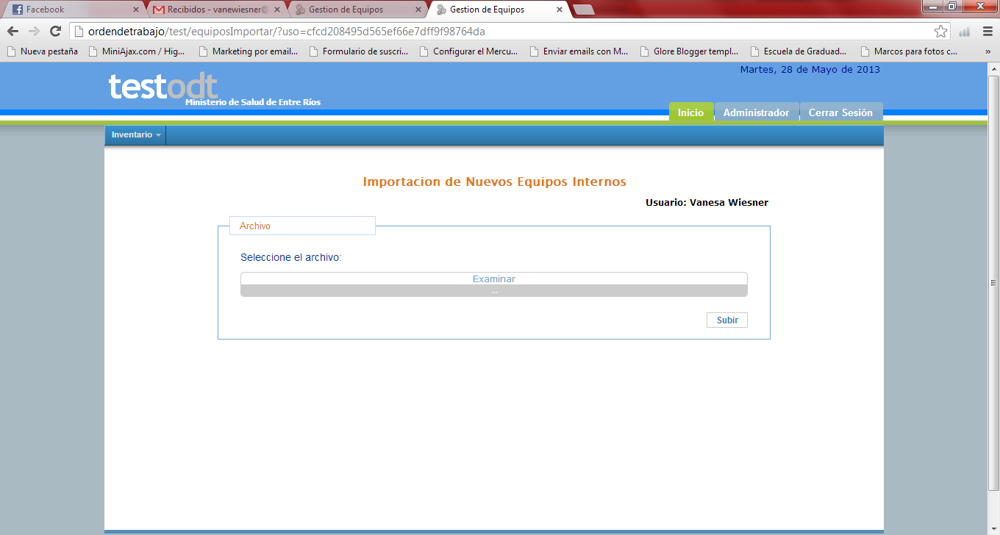 Facebook
Recibidos - vanewiesner@
Gestion de Equipos
Gestion de Equipos
ordendetrabajo/test/equiposImportar/?uso=cfcd208495d565ef66e7dff9f98764da
Nueva pestaña
MiniAjax.com / Hig...
Marketing por email...
Formulario de suscri...
Configurar el Mercu...
Enviar emails con M...
Glore Blogger templ...
Escuela de Graduad...
Marcos para fotos c...
»
Martes, 28 de Mayo de 2013
testodt
Ministerio de Salud de Entre Ríos
Inicio
Administrador
Cerrar Sesión
Inventario
Importacion de Nuevos Equipos Internos
Usuario: Vanesa Wiesner
Archivo
Seleccione el archivo:
Examinar
...
Subir